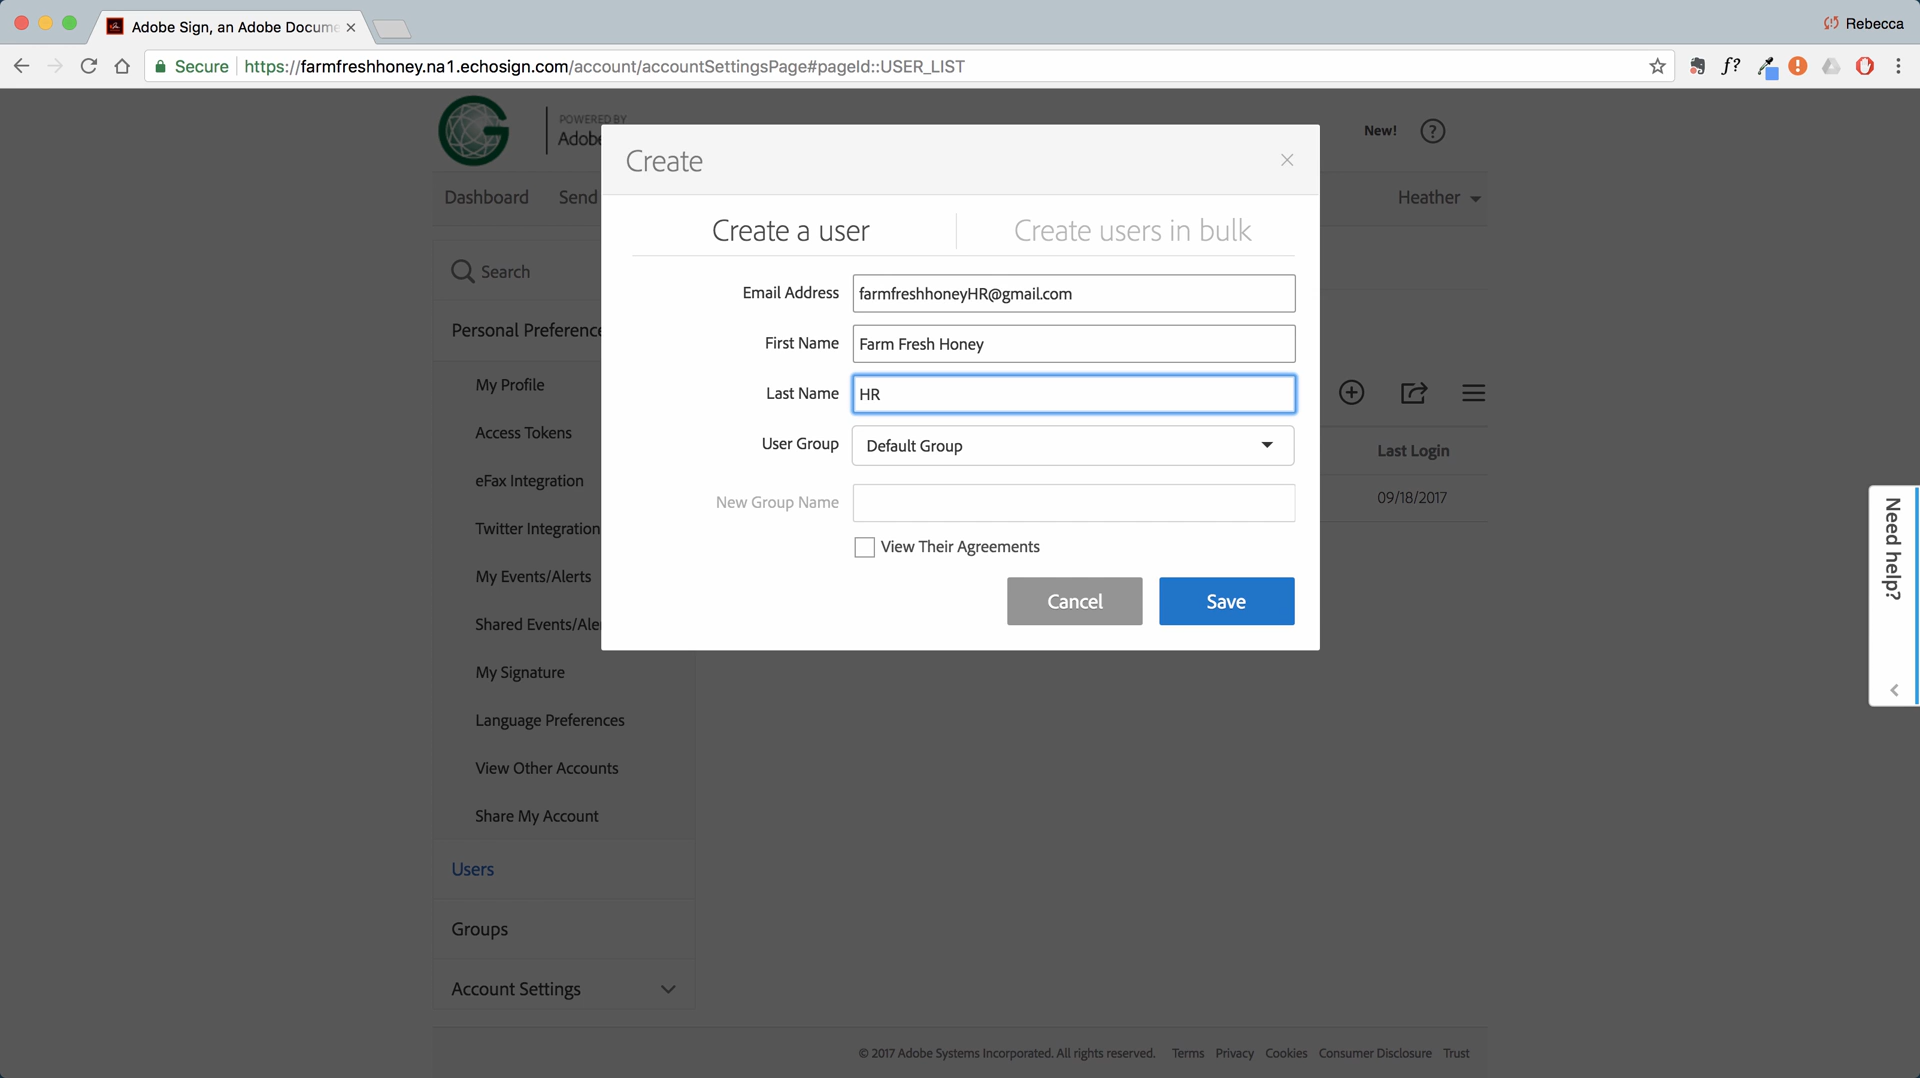 Adobe Sign, an Adobe Docume
Rebecca
Secure
https://farmfreshhoney.na1.echosign.com/account/accountSettingsPage#pageId::USER_LIST
f?
POWERED BY
Adobe
New!
?
Dashboard
Send
Heather
Create
Create a user
Create users in bulk
Search
Email Address
farmfreshhoneyHR@gmail.com
First Name
Farm Fresh Honey
Personal Preference
Last Name
HR
My Profile
User Group
Default Group
Last Login
Access Tokens
New Group Name
09/18/2017
eFax Integration
View Their Agreements
Twitter Integration
Cancel
Save
My Events/Alerts
Shared Events/Ale
Need help?
My Signature
Language Preferences
View Other Accounts
Share My Account
Users
Groups
Account Settings
© 2017 Adobe Systems Incorporated. All rights reserved. Terms Privacy Cookies Consumer Disclosure Trust